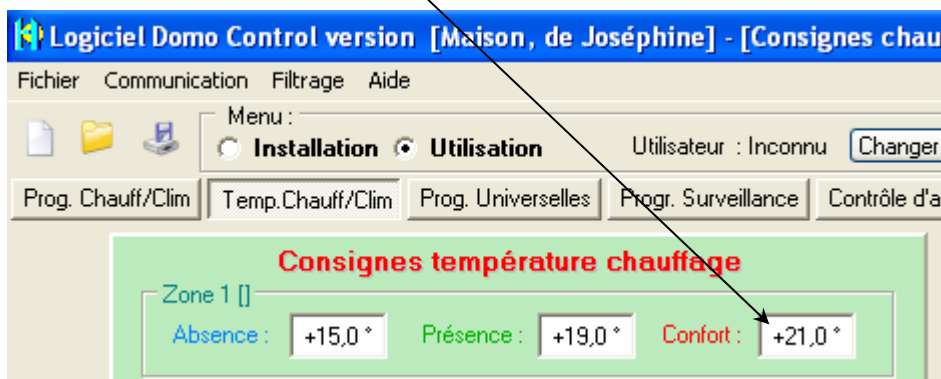 Logiciel Domo Control version [Maison, de Joséphine] - [Consignes chau
Fichier Communication Filtrage Aide
Menu :
Installation Utilisation Utilisateur : Inconnu Changer
Prog. Chauff/Clim Temp.Chauff/Clim Prog. Universelles Progr. Surveillance Contrôle d'a
Consignes température chauffage
Zone 1 []
Absence : +15,0 ° Présence : +19,0 ° Confort : +21,0 °